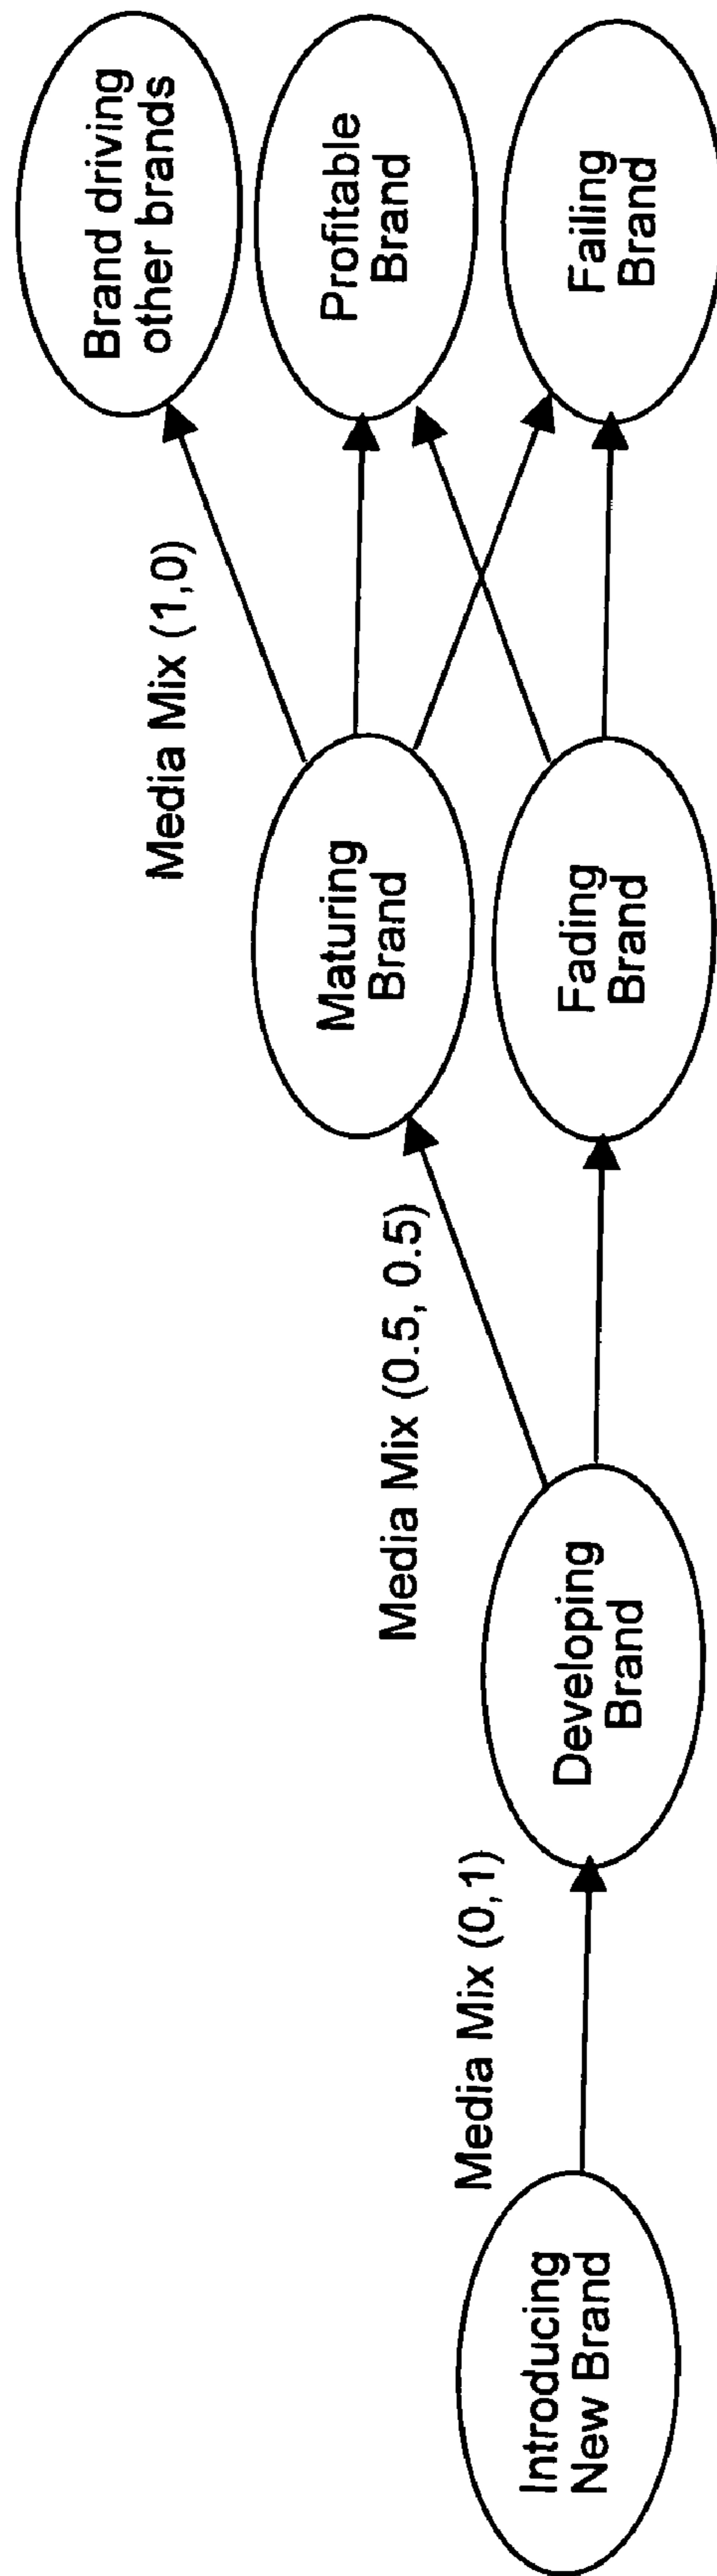 Introducing
New Brand
Media Mix (0,1)
Developing
Brand
Media Mix (0.5, 0.5)
Maturing
Brand
Fading
Brand
Media Mix (1,0)
Brand driving
other brands
Profitable
Brand
Failing
Brand